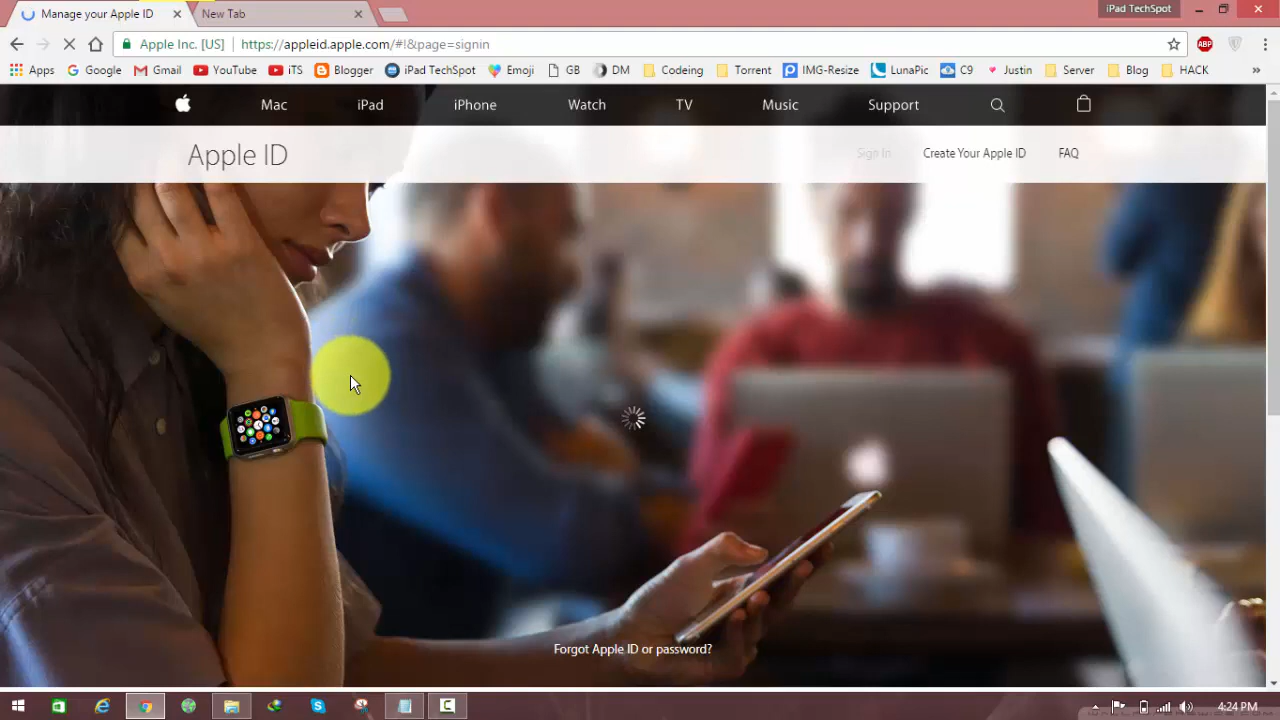 Manage your Apple ID
New Tab
iPad TechSpot
Apple Inc. [US]
https://appleid.apple.com/#!&page=signin
ABP
Apps Google Gmail YouTube iTS Blogger iPad TechSpot Emoji GB DM Codeing Torrent IMG-Resize LunaPic C9 Justin Server Blog HACK »
Mac iPad iPhone Watch TV Music Support
Apple ID
Sign In Create Your Apple ID FAQ
Forgot Apple ID or password?
4:24 PM